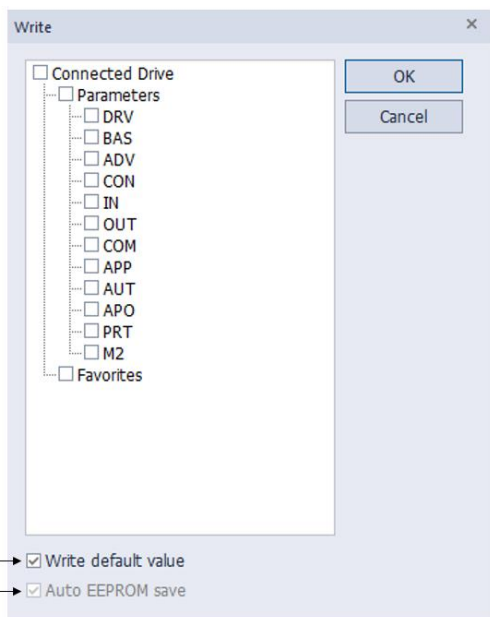 Write
Connected Drive
OK
Parameters
DRV
Cancel
BAS
ADV
CON
IN
OUT
COM
APP
AUT
APO
PRT
M2
Favorites
Write default value
Auto EEPROM save